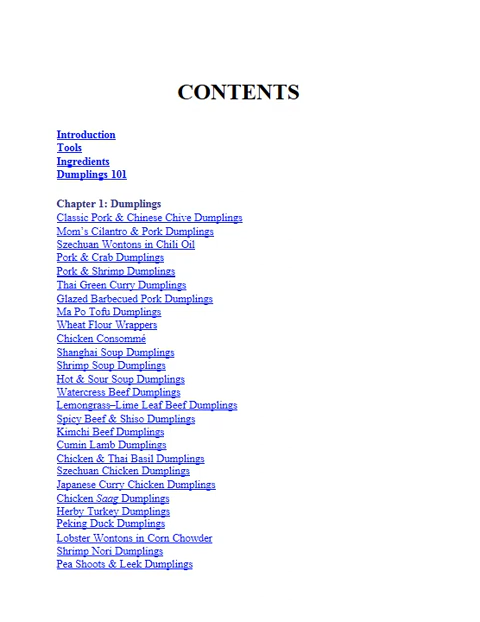 CONTENTS
Introduction
Tools
Ingredients
Dumplings 101
Chapter 1: Dumplings
Classic Pork & Chinese Chive Dumplings
Mom’s Cilantro & Pork Dumplings
Szechuan Wontons in Chili Oil
Pork & Crab Dumplings
Pork & Shrimp Dumplings
Thai Green Curry Dumplings
Glazed Barbecued Pork Dumplings
Ma Po Tofu Dumplings
Wheat Flour Wrappers
Chicken Consommé
Shanghai Soup Dumplings
Shrimp Soup Dumplings
Hot & Sour Soup Dumplings
Watercress Beef Dumplings
Lemongrass–Lime Leaf Beef Dumplings
Spicy Beef & Shiso Dumplings
Kimchi Beef Dumplings
Cumin Lamb Dumplings
Chicken & Thai Basil Dumplings
Szechuan Chicken Dumplings
Japanese Curry Chicken Dumplings
Chicken Saag Dumplings
Herby Turkey Dumplings
Peking Duck Dumplings
Lobster Wontons in Corn Chowder
Shrimp Nori Dumplings
Pea Shoots & Leek Dumplings